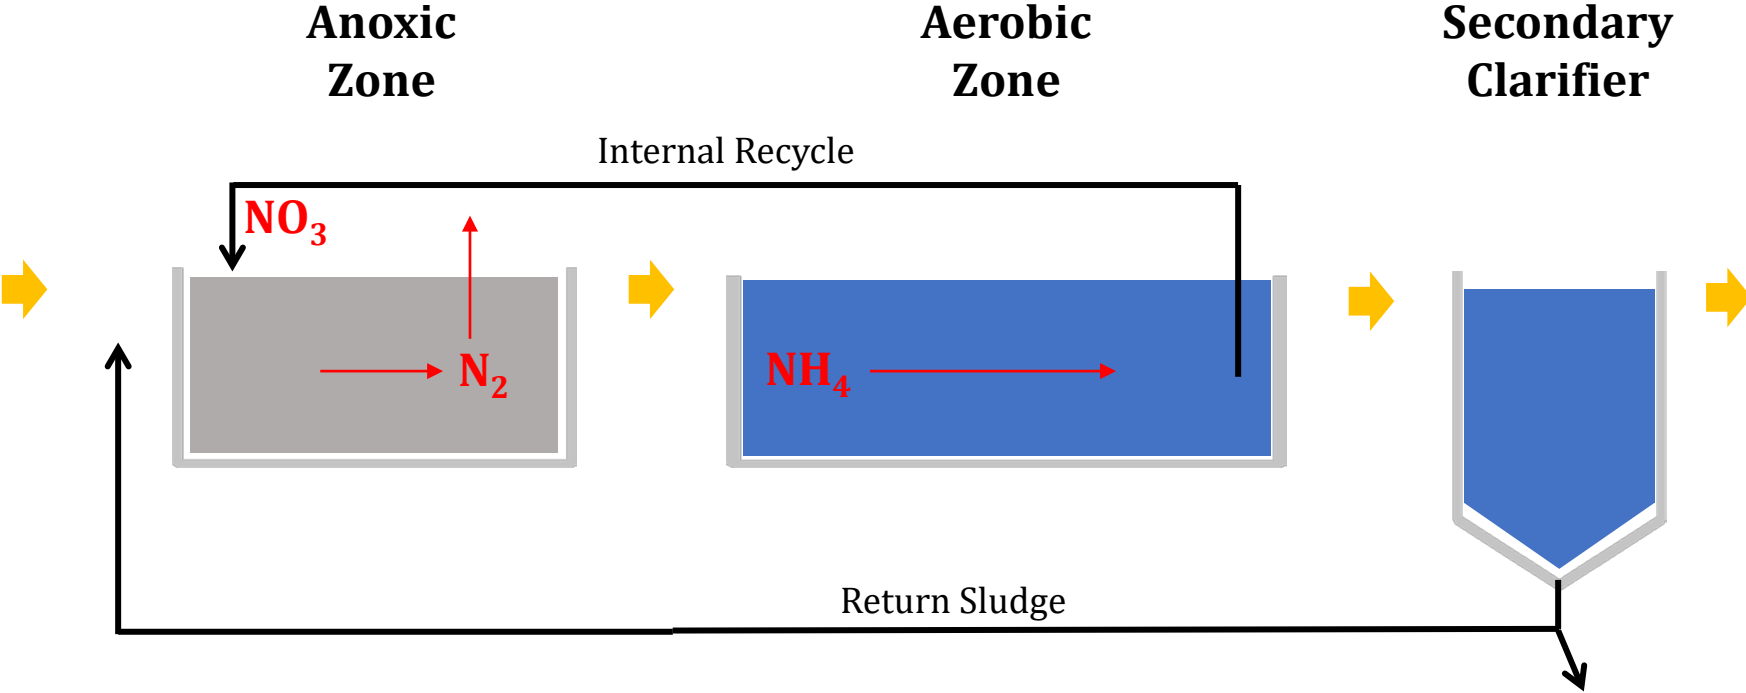 Anoxic
Zone
Aerobic
Zone
Secondary
Clarifier
Internal Recycle
NO₃
N₂
NH₄
Return Sludge